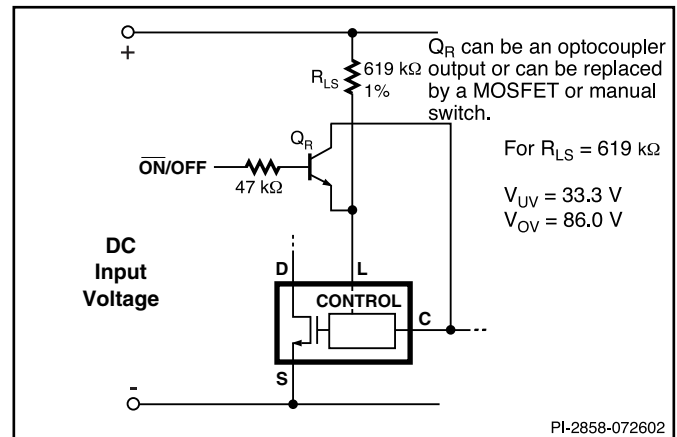 +
R_LS
619 kΩ
1%
Q_R can be an optocoupler
output or can be replaced
by a MOSFET or manual
switch.
Q_R
For R_LS = 619 kΩ
ON/OFF
47 kΩ
V_UV = 33.3 V
V_OV = 86.0 V
DC
Input
Voltage
D
L
CONTROL
C
S
-
PI-2858-072602